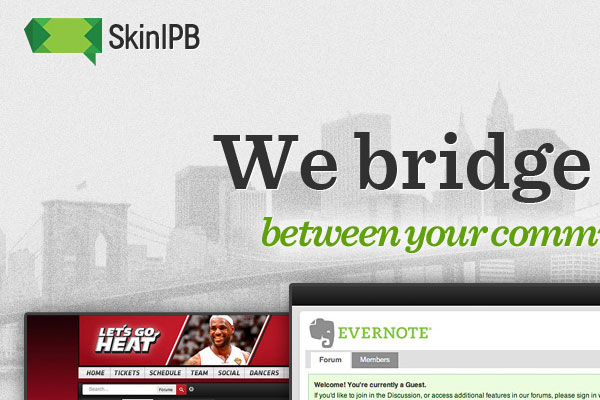 SkinIPB
We bridge
between your comm
LET'S GO,
HEAT
HOME TICKETS SCHEDULE TEAM SOCIAL DANCERS
Search... Forums
EVERNOTE
Forum Members
Welcome! You're currently a Guest.
If you'd like to join in the Discussion, or access additional features in our forums, please sign in